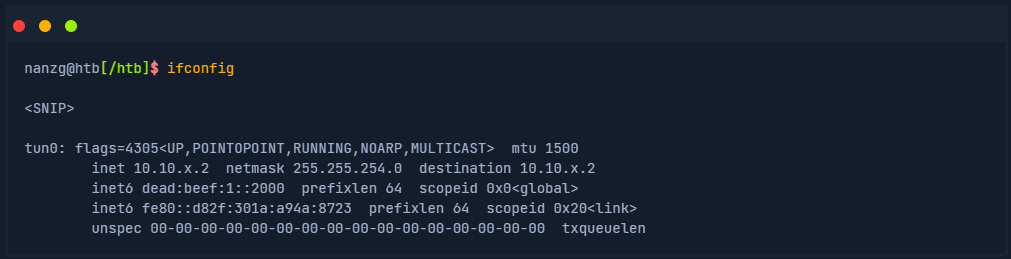 nanzg@htb[/htb]$ ifconfig
<SNIP>
tun0: flags=4305<UP,POINTOPOINT,RUNNING,NOARP,MULTICAST>  mtu 1500
        inet 10.10.x.2  netmask 255.255.254.0  destination 10.10.x.2
        inet6 dead:beef:1::2000  prefixlen 64  scopeid 0x0<global>
        inet6 fe80::d82f:301a:a94a:8723  prefixlen 64  scopeid 0x20<link>
        unspec 00-00-00-00-00-00-00-00-00-00-00-00-00-00-00-00  txqueuelen